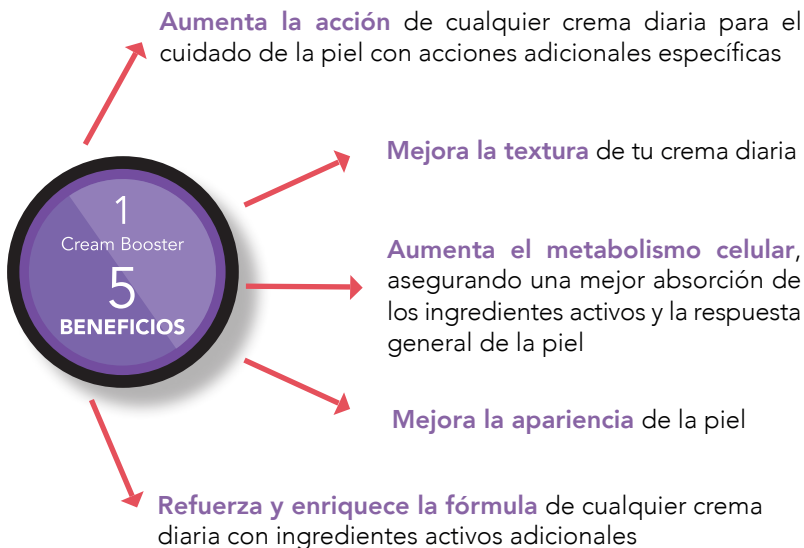 Aumenta la acción de cualquier crema diaria para el
cuidado de la piel con acciones adicionales específicas
Mejora la textura de tu crema diaria
1
Cream Booster
5
BENEFICIOS
Aumenta el metabolismo celular,
asegurando una mejor absorción de
los ingredientes activos y la respuesta
general de la piel
Mejora la apariencia de la piel
Refuerza y enriquece la fórmula de cualquier crema
diaria con ingredientes activos adicionales